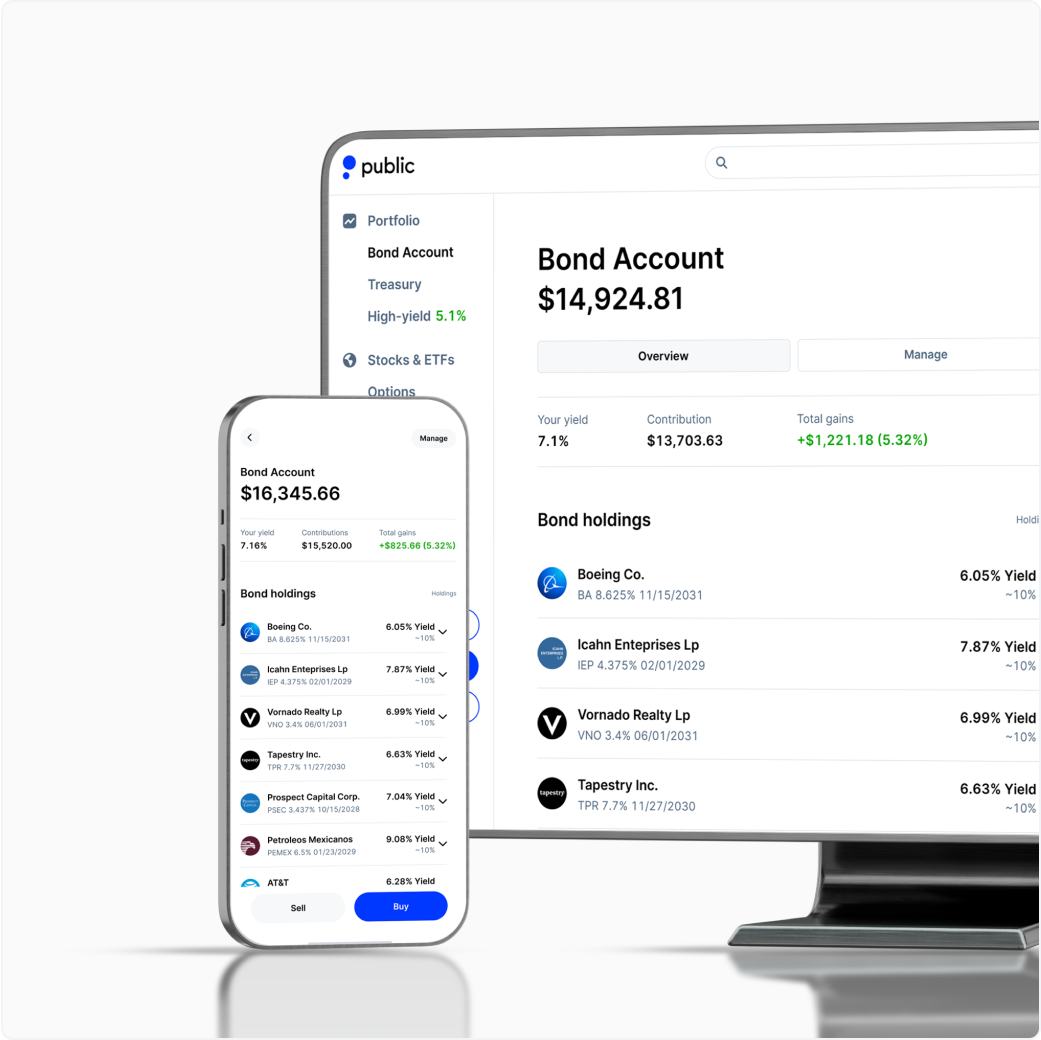 public
Portfolio
Bond Account
Treasury
High-yield 5.1%
Stocks & ETFs
Options
Bond Account
$14,924.81
Overview
Manage
Your yield
Contribution
Total gains
7.1%
$13,703.63
+$1,221.18 (5.32%)
Bond holdings
Holdi
Boeing Co.
6.05% Yield
BA 8.625% 11/15/2031
~10%
Icahn Enteprises Lp
7.87% Yield
IEP 4.375% 02/01/2029
~10%
Vornado Realty Lp
6.99% Yield
VNO 3.4% 06/01/2031
~10%
tapestry
Tapestry Inc.
6.63% Yield
TPR 7.7% 11/27/2030
~10%
Manage
Bond Account
$16,345.66
Your yield
Contributions
Total gains
7.16%
$15,520.00
+$825.66 (5.32%)
Bond holdings
Holdings
Boeing Co.
6.05% Yield
BA 8.625% 11/15/2031
~10%
Icahn Enteprises Lp
7.87% Yield
IEP 4.375% 02/01/2029
~10%
Vornado Realty Lp
6.99% Yield
VNO 3.4% 06/01/2031
~10%
tapestry
Tapestry Inc.
6.63% Yield
TPR 7.7% 11/27/2030
~10%
Prospect Capital Corp.
7.04% Yield
PSEC 3.437% 10/15/2028
~10%
Petroleos Mexicanos
9.08% Yield
PEMEX 6.5% 01/23/2029
~10%
AT&T
6.28% Yield
Sell
Buy